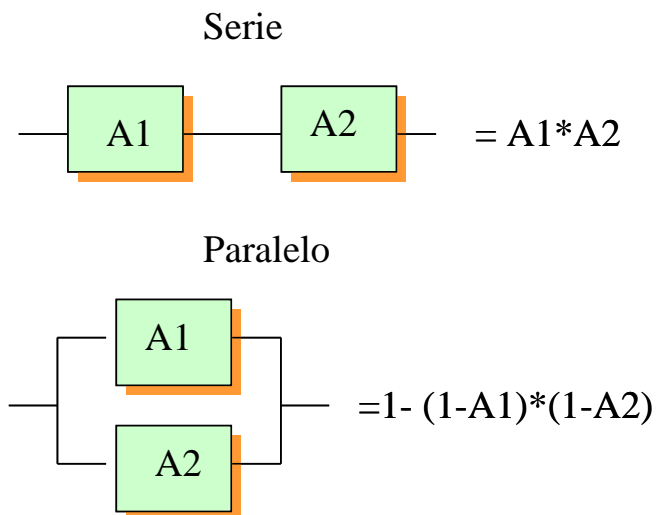 Serie
A1
A2
= A1*A2
Paralelo
A1
=1- (1-A1)*(1-A2)
A2